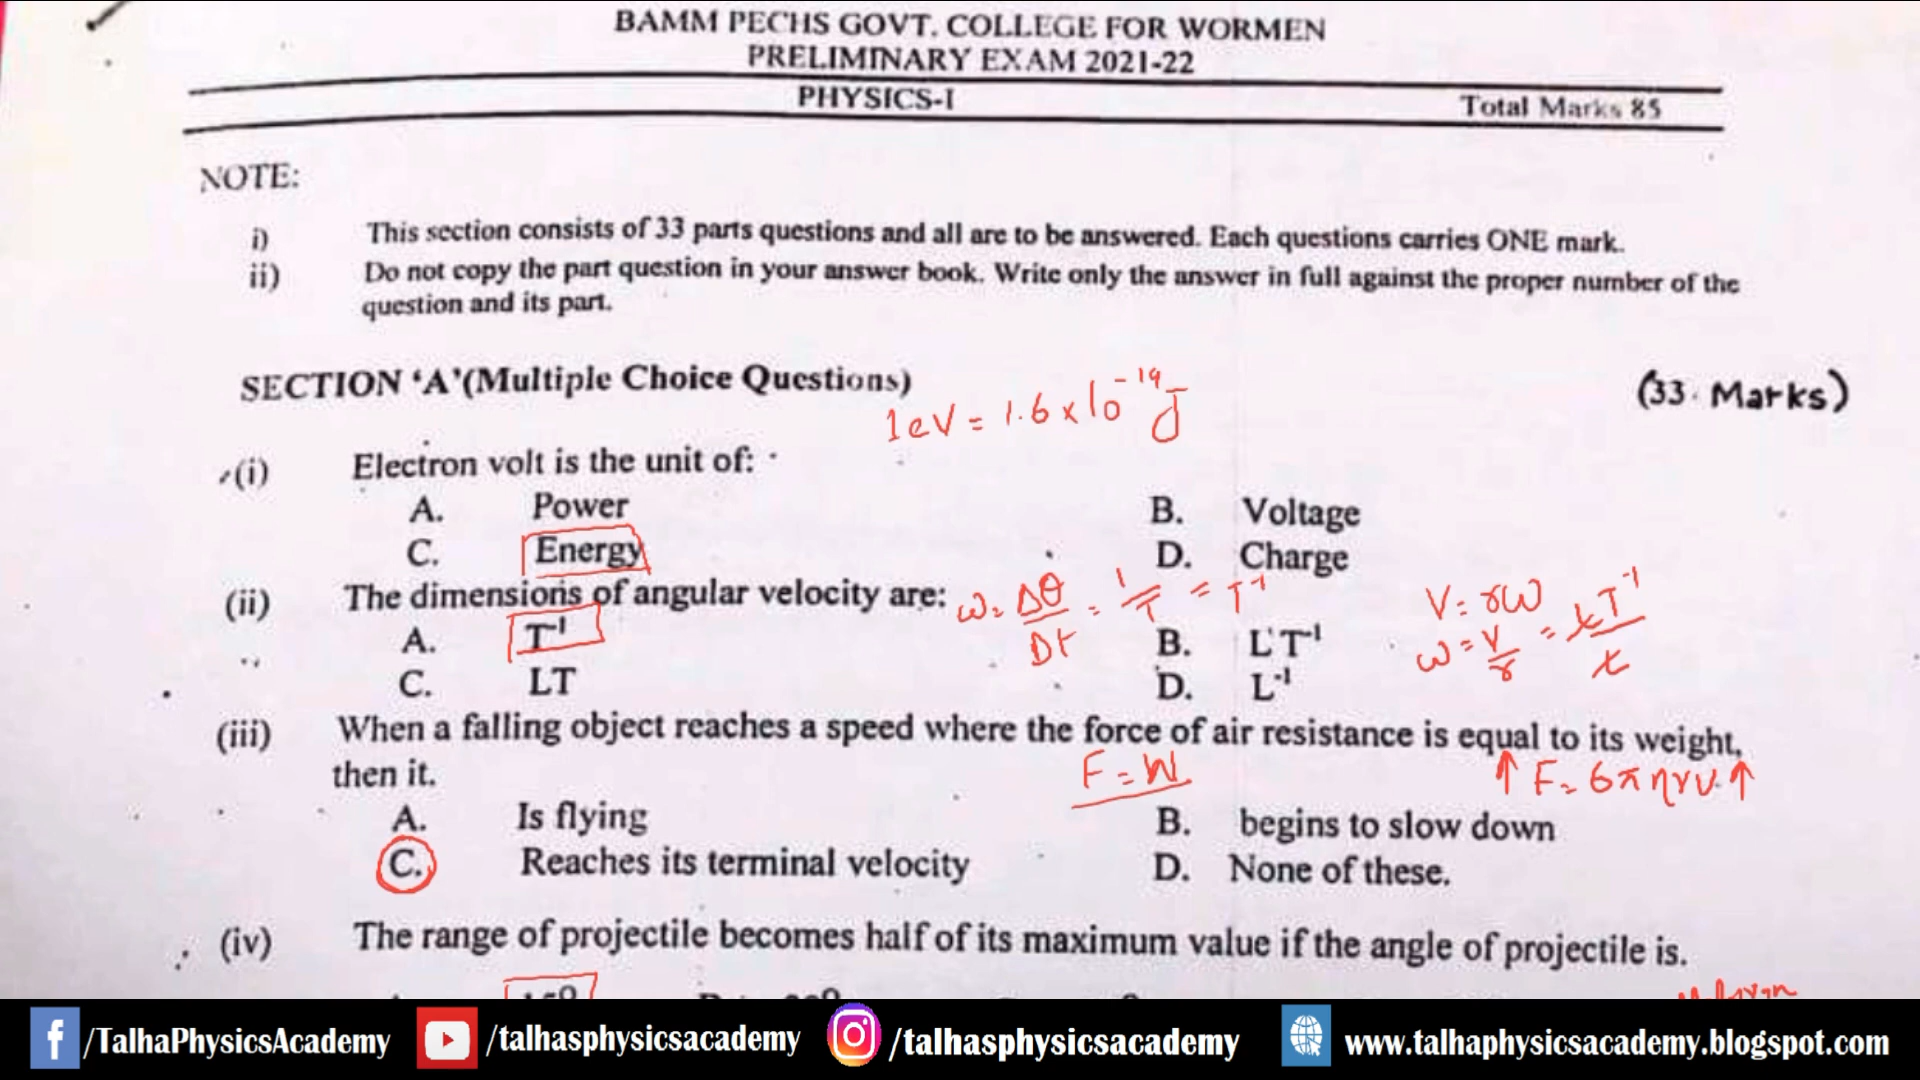 BAMM PECHS GOVT. COLLEGE FOR WORMEN
PRELIMINARY EXAM 2021-22
PHYSICS-I
Total Marks 85
NOTE:
i) This section consists of 33 parts questions and all are to be answered. Each questions carries ONE mark.
ii) Do not copy the part question in your answer book. Write only the answer in full against the proper number of the
question and its part.
SECTION ‘A’(Multiple Choice Questions)
(33 Marks)
1eV = 1.6 x 10⁻¹⁹J
(i) Electron volt is the unit of:
A. Power B. Voltage
C. Energy D. Charge
(ii) The dimensions of angular velocity are: ω = Δθ/Dt = 1/T = T⁻¹
V = rω
ω = V/r = LT⁻¹/L
A. T⁻¹ B. LT⁻¹
C. LT D. L⁻¹
(iii) When a falling object reaches a speed where the force of air resistance is equal to its weight,
then it. F = W ↑ F = 6πηrv ↑
A. Is flying B. begins to slow down
C. Reaches its terminal velocity D. None of these.
(iv) The range of projectile becomes half of its maximum value if the angle of projectile is.
/TalhaPhysicsAcademy /talhasphysicsacademy /talhasphysicsacademy www.talhaphysicsacademy.blogspot.com